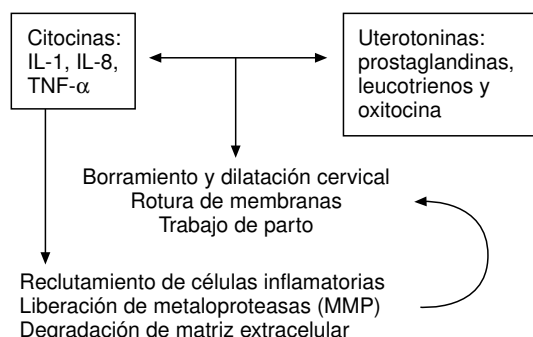 Citocinas:
IL-1, IL-8,
TNF-α
Uterotoninas:
prostaglandinas,
leucotrienos y
oxitocina
Borramiento y dilatación cervical
Rotura de membranas
Trabajo de parto
Reclutamiento de células inflamatorias
Liberación de metaloproteasas (MMP)
Degradación de matriz extracelular